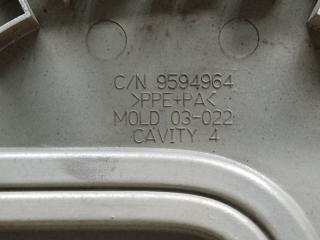 C/N 9594964
>PPE+PA<
MOLD 03-022
CAVITY 4